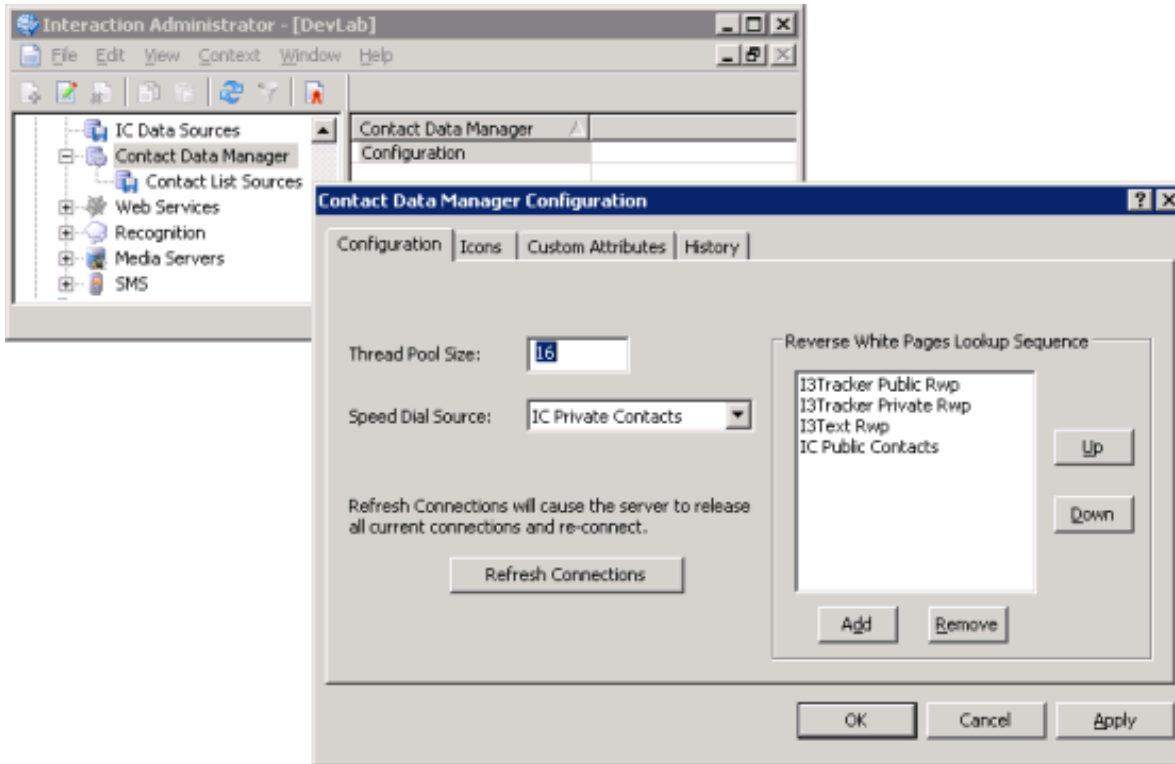 Interaction Administrator - [DevLab]
File Edit View Context Window Help
IC Data Sources
Contact Data Manager
Contact List Sources
Web Services
Recognition
Media Servers
SMS
Contact Data Manager
Configuration
Contact Data Manager Configuration
Configuration Icons Custom Attributes History
Thread Pool Size: 16
Speed Dial Source: IC Private Contacts
Refresh Connections will cause the server to release
all current connections and re-connect.
Refresh Connections
Reverse White Pages Lookup Sequence
I3Tracker Public Rwp
I3Tracker Private Rwp
I3Text Rwp
IC Public Contacts
Up
Down
Add Remove
OK Cancel Apply